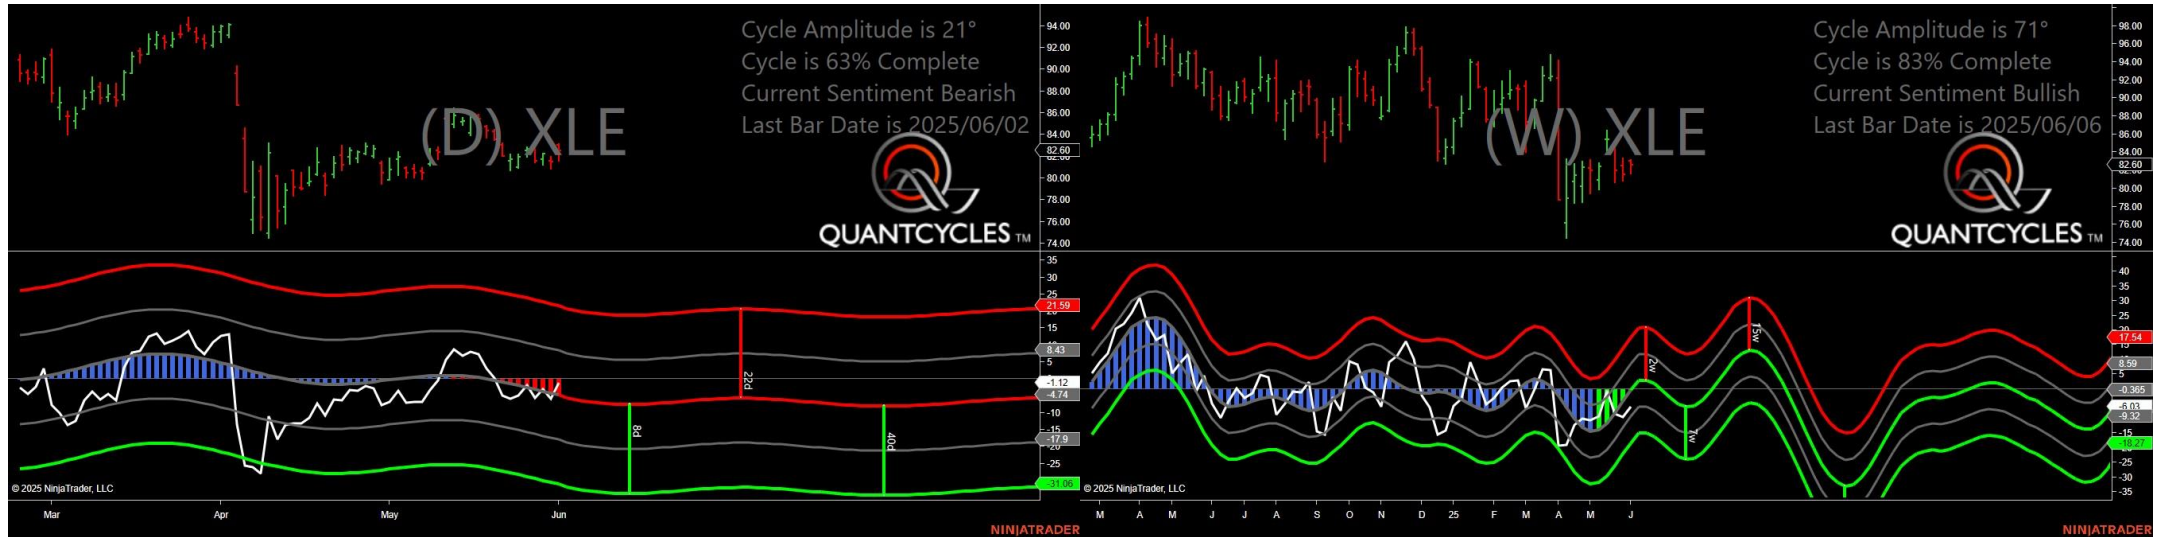 Cycle Amplitude is 21°
Cycle is 63% Complete
Current Sentiment Bearish
Last Bar Date is 2025/06/02
(D) XLE
QUANTCYCLES TM
94.00
92.00
90.00
88.00
86.00
84.00
82.60
82.00
80.00
78.00
76.00
74.00
35
30
25
21.59
20
15
8.43
5
-1.12
-4.74
-10
-15
-17.9
-20
-25
-31.06
8d
22d
40d
© 2025 NinjaTrader, LLC
Mar
Apr
May
Jun
NINJATRADER
Cycle Amplitude is 71°
Cycle is 83% Complete
Current Sentiment Bullish
Last Bar Date is 2025/06/06
(W) XLE
QUANTCYCLES TM
98.00
96.00
94.00
92.00
90.00
88.00
86.00
84.00
82.60
80.00
78.00
76.00
74.00
40
35
30
25
20
17.54
15
8.59
5
-0.365
-6.03
-9.32
-15
-18.27
-25
-30
-35
2w
7w
15w
© 2025 NinjaTrader, LLC
M A M J J A S O N D 25 F M A M J
NINJATRADER